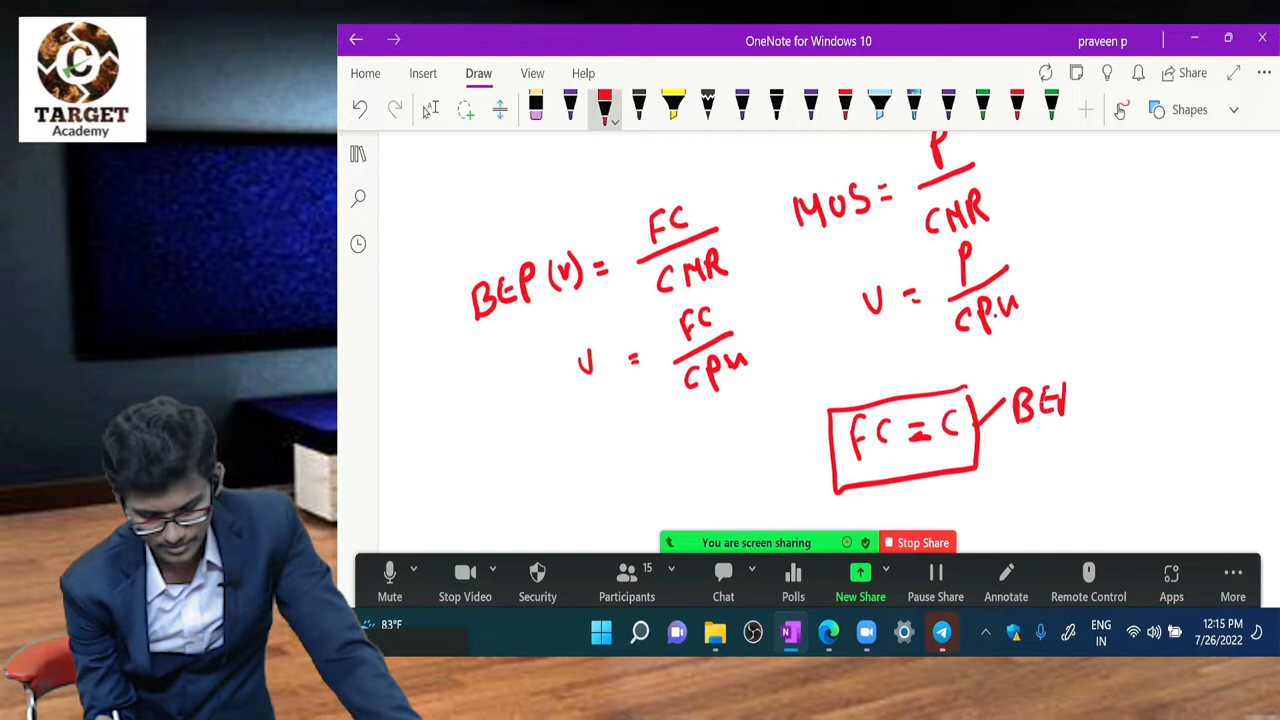 C
TARGET
Academy
OneNote for Windows 10
praveen p
Home Insert Draw View Help
Share
Shapes
BEP (v) = FC / CMR
v = FC / CPU
MOS = P / CMR
v = P / CP.u
FC = C
BEP
You are screen sharing
Stop Share
15
Mute Stop Video Security Participants Chat Polls New Share Pause Share Annotate Remote Control Apps More
83°F
ENG
IN
12:15 PM
7/26/2022